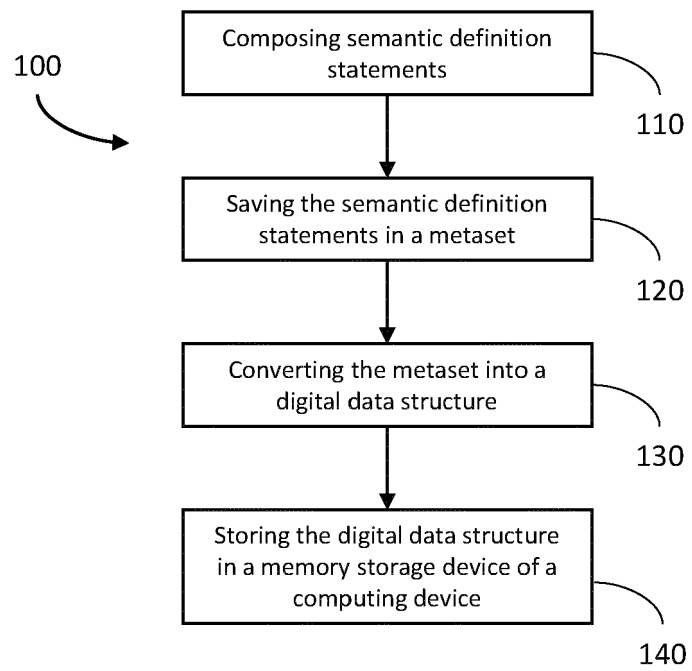 Composing semantic definition
statements
100
110
Saving the semantic definition
statements in a metaset
120
Converting the metaset into a
digital data structure
130
Storing the digital data structure
in a memory storage device of a
computing device
140